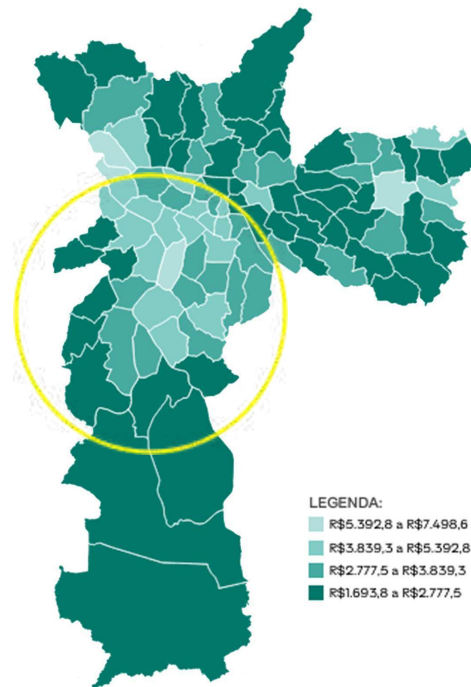 LEGENDA:
R$5.392,8 a R$7.498,6
R$3.839,3 a R$5.392,8
R$2.777,5 a R$3.839,3
R$1.693,8 a R$2.777,5